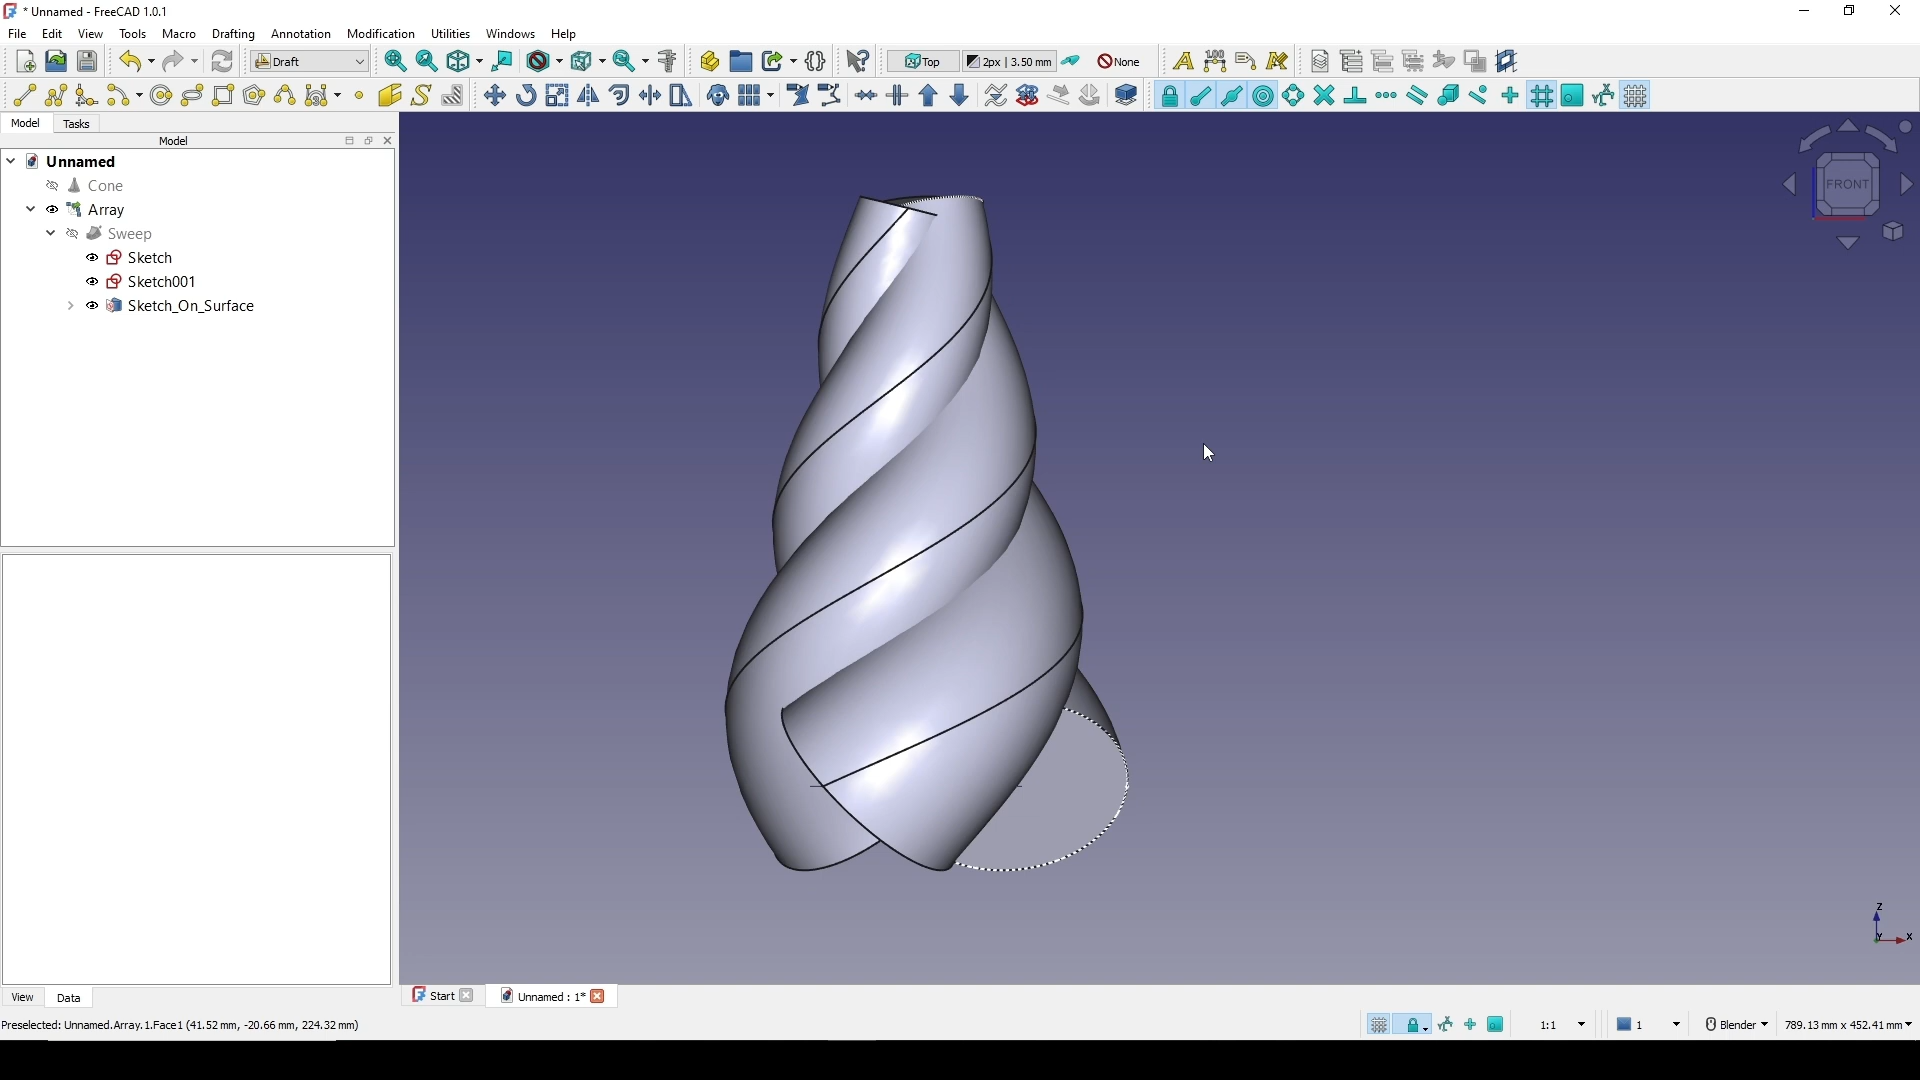 * Unnamed - FreeCAD 1.0.1
File Edit View Tools Macro Drafting Annotation Modification Utilities Windows Help
Draft
Top 2px | 3.50 mm None
Model Tasks
Model
Unnamed
Cone
Array
Sweep
Sketch
Sketch001
Sketch_On_Surface
FRONT
Z
Y X
View Data
Start Unnamed : 1*
Preselected: Unnamed.Array.1.Face1 (41.52 mm, -20.66 mm, 224.32 mm)
1:1 1 Blender 789.13 mm x 452.41 mm